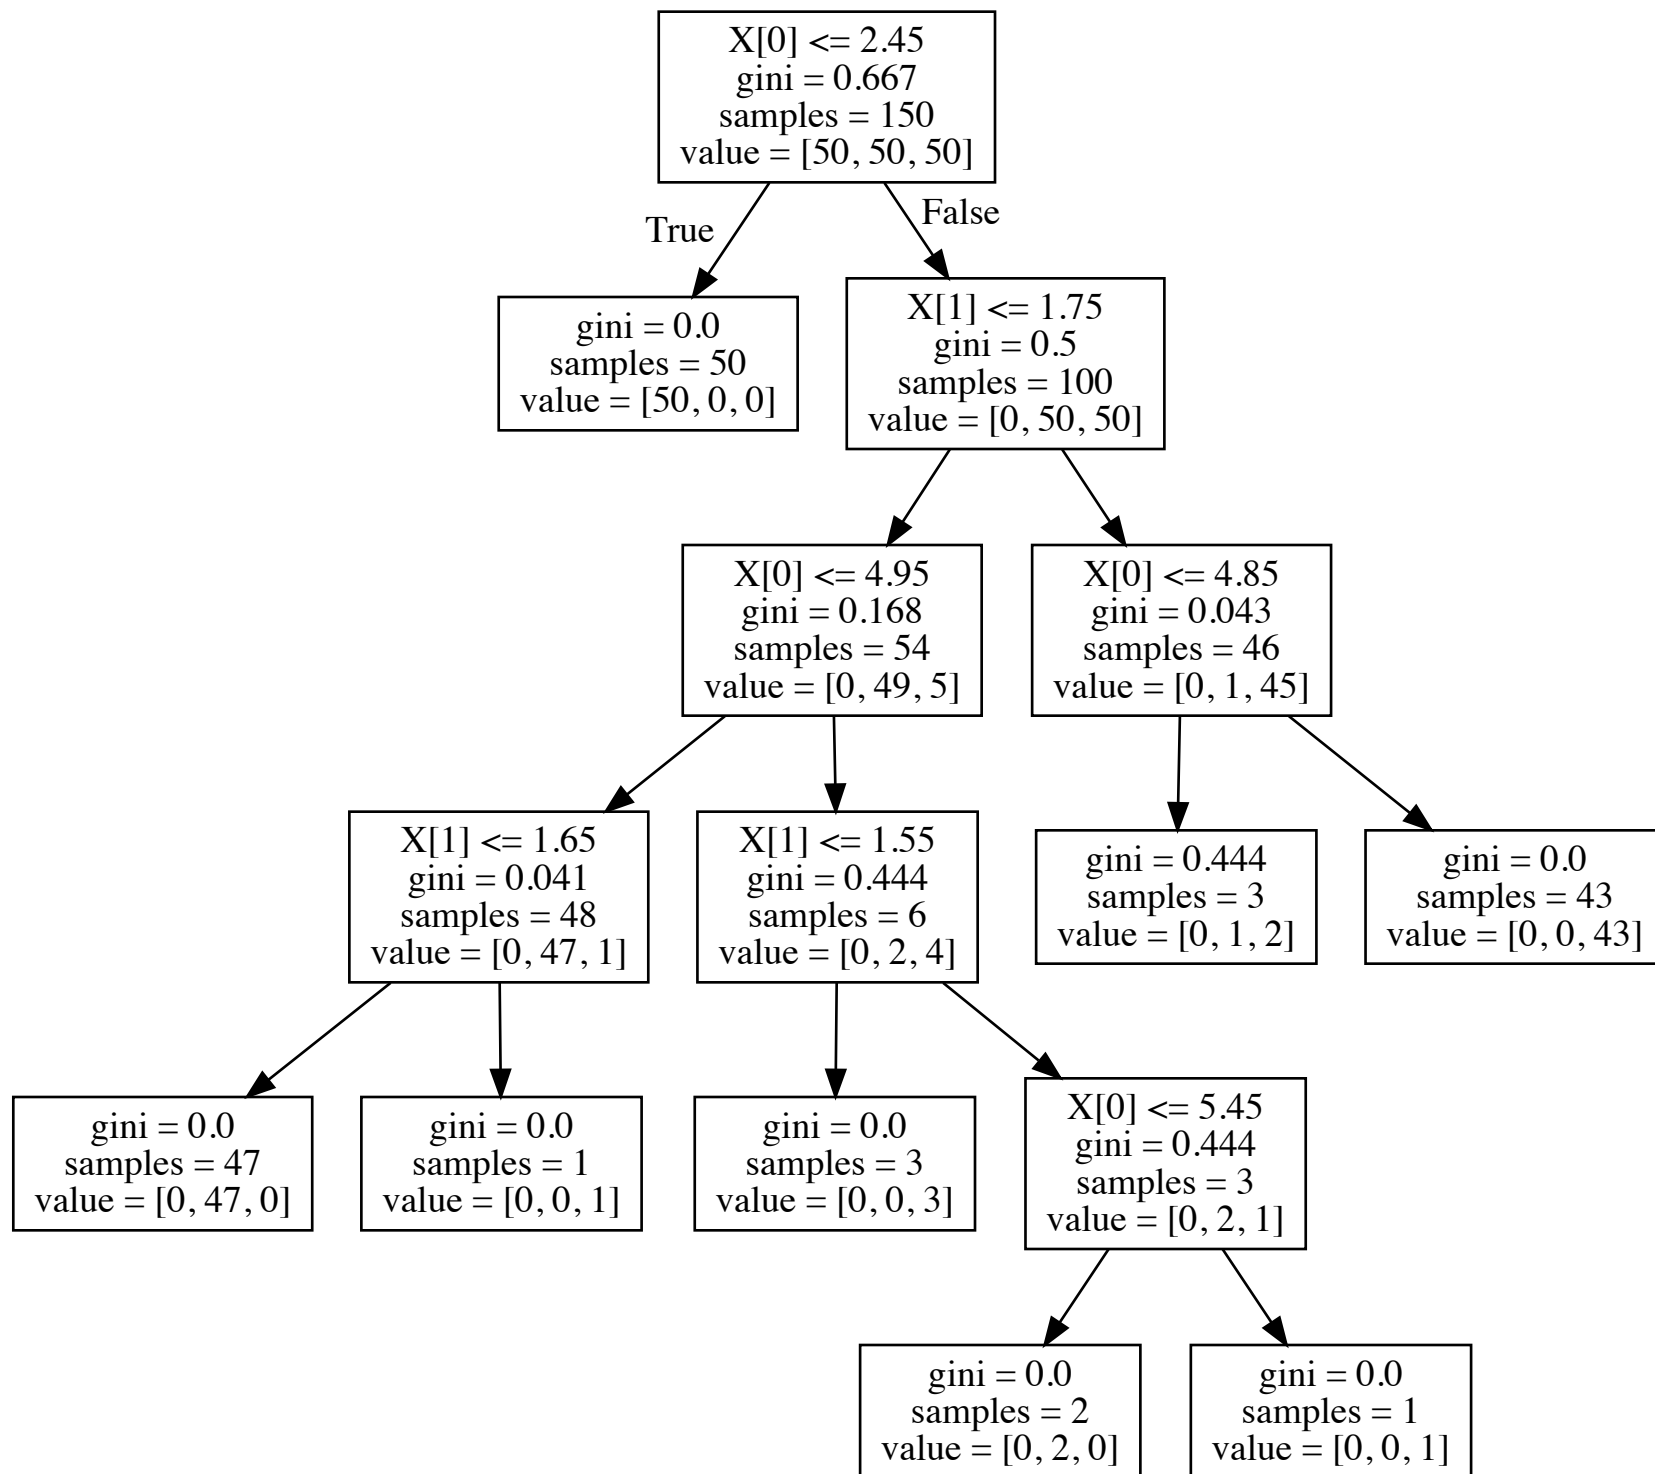 X[0] <= 2.45
gini = 0.667
samples = 150
value = [50, 50, 50]
True
False
gini = 0.0
samples = 50
value = [50, 0, 0]
X[1] <= 1.75
gini = 0.5
samples = 100
value = [0, 50, 50]
X[0] <= 4.95
gini = 0.168
samples = 54
value = [0, 49, 5]
X[0] <= 4.85
gini = 0.043
samples = 46
value = [0, 1, 45]
X[1] <= 1.65
gini = 0.041
samples = 48
value = [0, 47, 1]
X[1] <= 1.55
gini = 0.444
samples = 6
value = [0, 2, 4]
gini = 0.444
samples = 3
value = [0, 1, 2]
gini = 0.0
samples = 43
value = [0, 0, 43]
gini = 0.0
samples = 47
value = [0, 47, 0]
gini = 0.0
samples = 1
value = [0, 0, 1]
gini = 0.0
samples = 3
value = [0, 0, 3]
X[0] <= 5.45
gini = 0.444
samples = 3
value = [0, 2, 1]
gini = 0.0
samples = 2
value = [0, 2, 0]
gini = 0.0
samples = 1
value = [0, 0, 1]